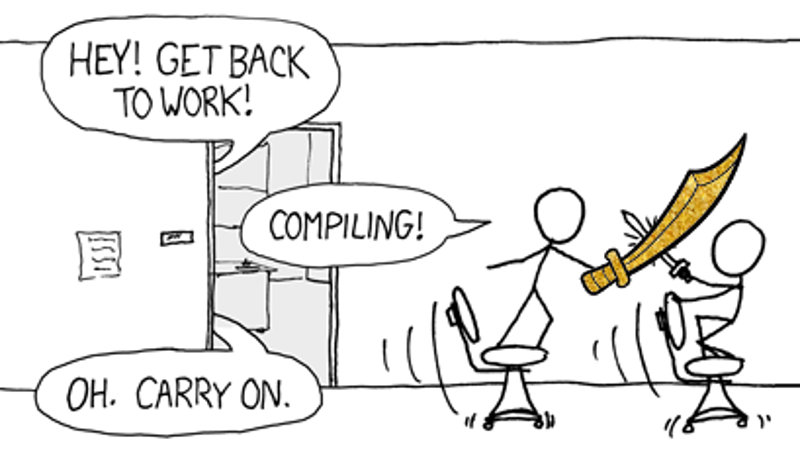 HEY! GET BACK
TO WORK!
COMPILING!
OH. CARRY ON.